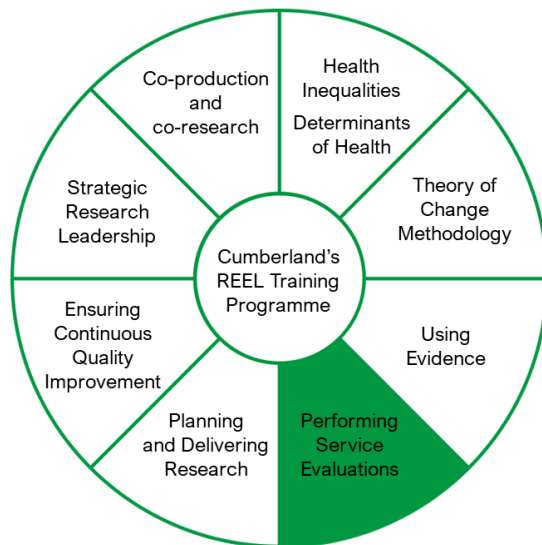 Co-production
and
co-research
Health
Inequalities
Determinants
of Health
Strategic
Research
Leadership
Theory of
Change
Methodology
Cumberland's
REEL Training
Programme
Ensuring
Continuous
Quality
Improvement
Using
Evidence
Planning
and Delivering
Research
Performing
Service
Evaluations